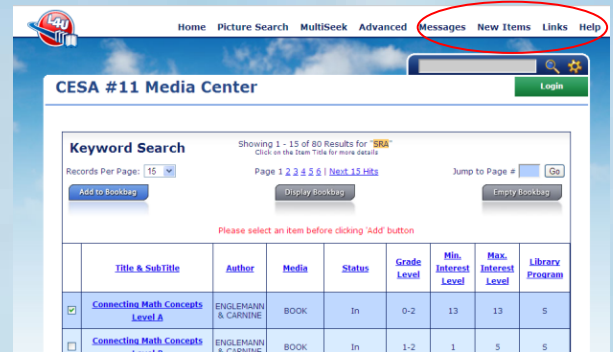 L4U
Home Picture Search MultiSeek Advanced Messages New Items Links Help
CESA #11 Media Center
Login
Keyword Search
Showing 1 - 15 of 80 Results for "SRA"
Click on the Item Title for more details
Records Per Page: 15
Page 1 2 3 4 5 6 | Next 15 Hits
Jump to Page # Go
Add to Bookbag
Display Bookbag
Empty Bookbag
Please select an item before clicking 'Add' button
Title & SubTitle Author Media Status Grade Level Min. Interest Level Max. Interest Level Library Program
Connecting Math Concepts Level A ENGLEMANN & CARNINE BOOK In 0-2 13 13 S
Connecting Math Concepts ENGLEMANN & CARNINE BOOK In 1-2 1 5 S